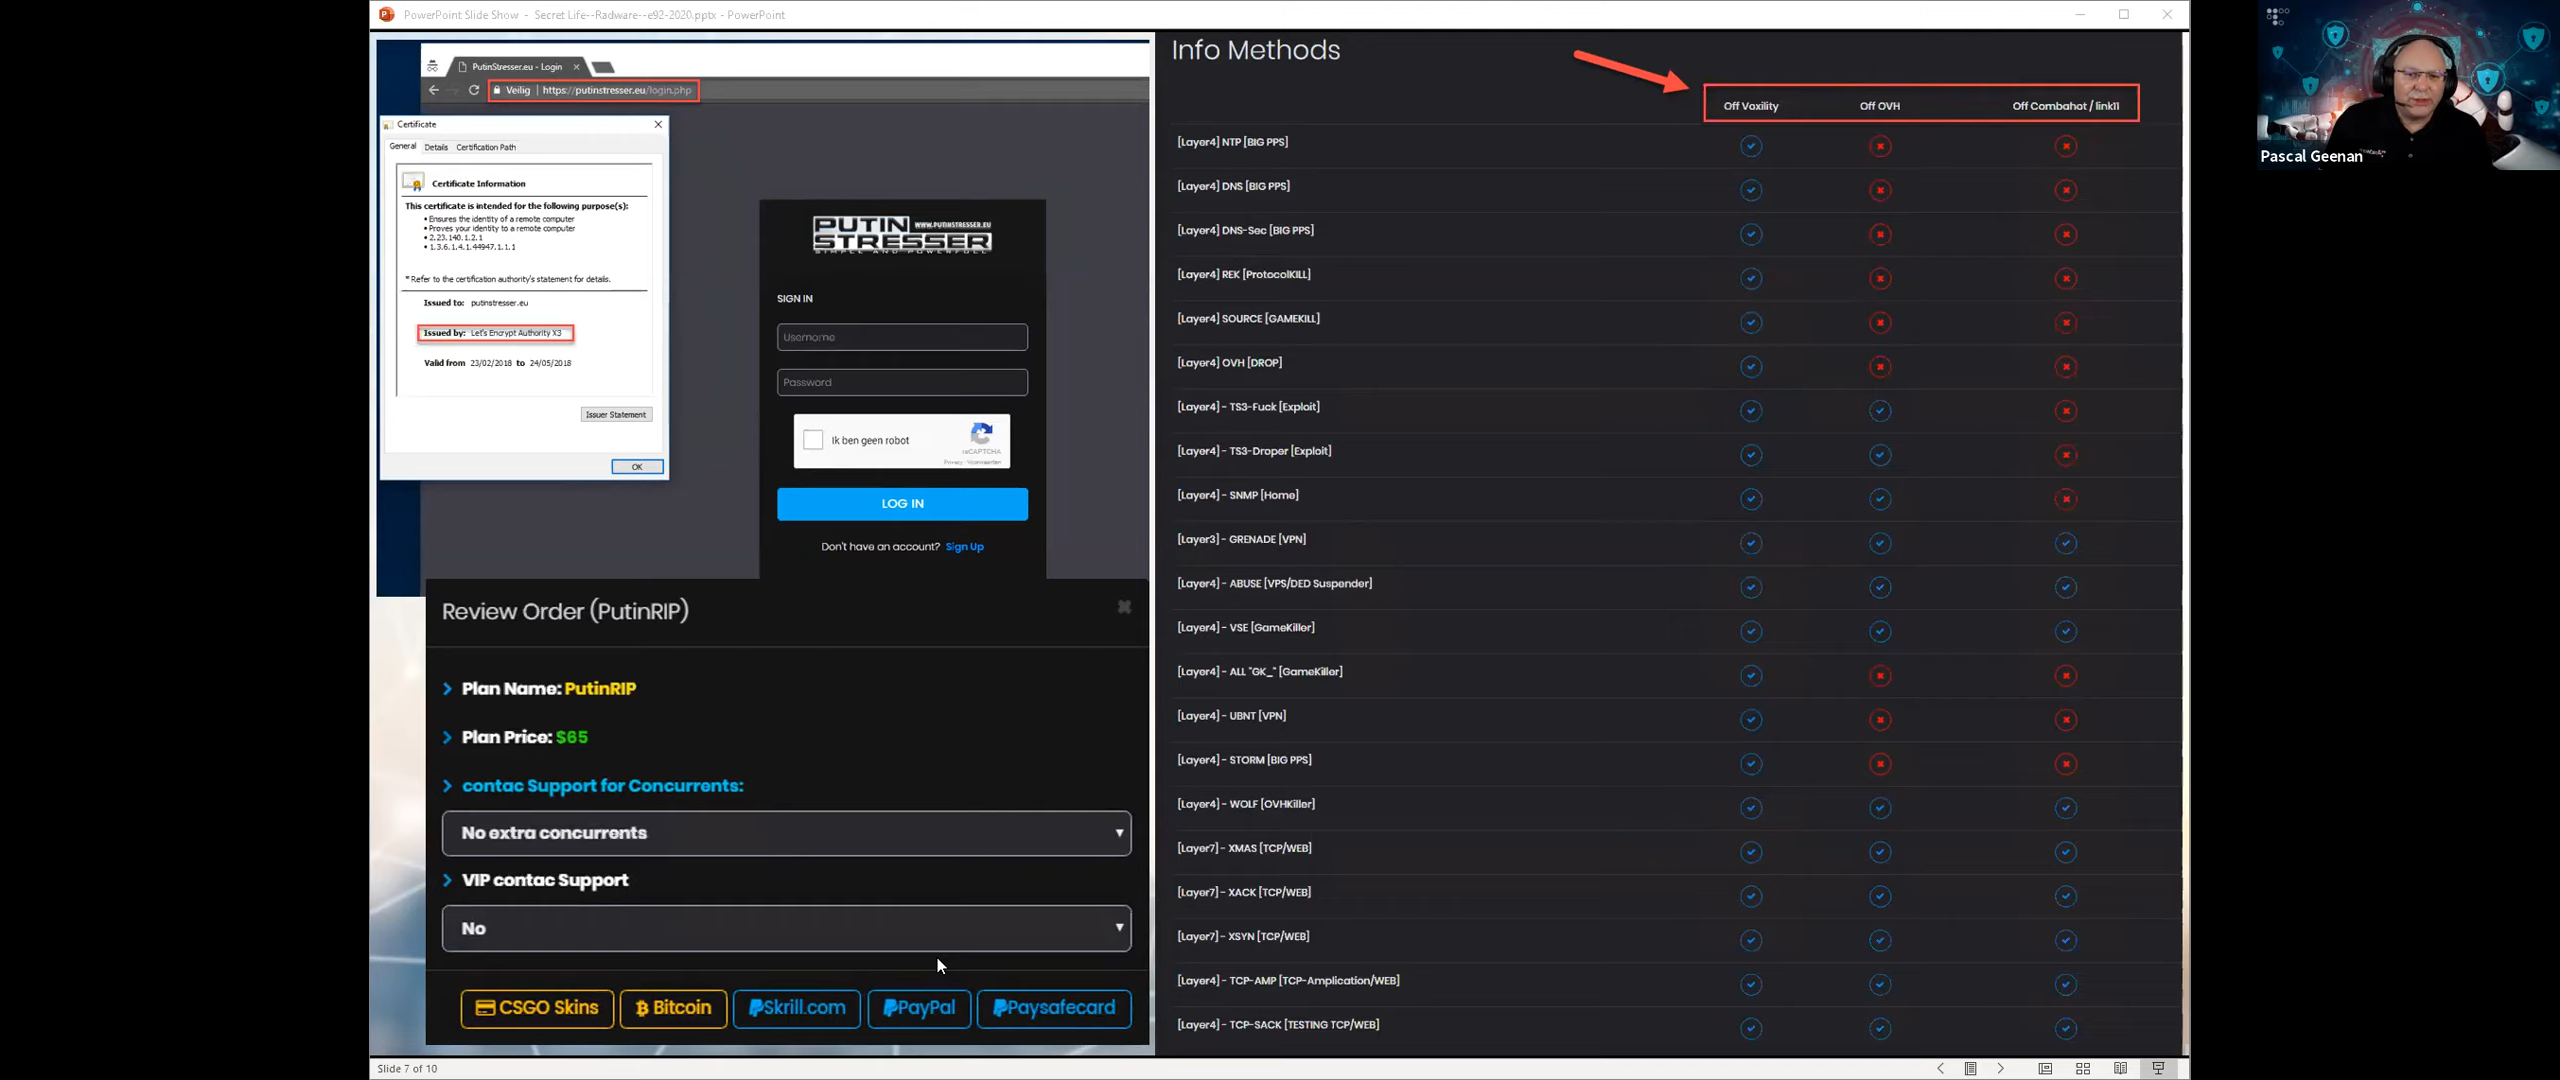 PowerPoint Slide Show - Secret Life--Radware--e92-2020.pptx - PowerPoint
PutinStresser.eu - Login
Veilig | https://putinstresser.eu/login.php
Certificate
General Details Certification Path
Certificate Information
This certificate is intended for the following purpose(s):
• Ensures the identity of a remote computer
• Proves your identity to a remote computer
• 2.23.140.1.2.1
• 1.3.6.1.4.1.44947.1.1.1
* Refer to the certification authority's statement for details.
Issued to: putinstresser.eu
Issued by: Let's Encrypt Authority X3
Valid from 23/02/2018 to 24/05/2018
Issuer Statement
OK
PUTIN WWW.PUTINSTRESSER.EU
STRESSER
SIMPLE AND POWERFULL
SIGN IN
Username
Password
Ik ben geen robot
reCAPTCHA
Privacy - Voorwaarden
LOG IN
Don't have an account? Sign Up
Review Order (PutinRIP)
Plan Name: PutinRIP
Plan Price: $65
contac Support for Concurrents:
No extra concurrents
VIP contac Support
No
CSGO Skins
Bitcoin
Skrill.com
PayPal
Paysafecard
Info Methods
Off Voxility Off OVH Off Combahot / link11
[Layer4] NTP [BIG PPS]
[Layer4] DNS [BIG PPS]
[Layer4] DNS-Sec [BIG PPS]
[Layer4] REK [ProtocolKILL]
[Layer4] SOURCE [GAMEKILL]
[Layer4] OVH [DROP]
[Layer4] - TS3-Fuck [Exploit]
[Layer4] - TS3-Droper [Exploit]
[Layer4] - SNMP [Home]
[Layer3] - GRENADE [VPN]
[Layer4] - ABUSE [VPS/DED Suspender]
[Layer4] - VSE [GameKiller]
[Layer4] - ALL "GK_" [GameKiller]
[Layer4] - UBNT [VPN]
[Layer4] - STORM [BIG PPS]
[Layer4] - WOLF [OVHKiller]
[Layer7] - XMAS [TCP/WEB]
[Layer7] - XACK [TCP/WEB]
[Layer7] - XSYN [TCP/WEB]
[Layer4] - TCP-AMP [TCP-Amplication/WEB]
[Layer4] - TCP-SACK [TESTING TCP/WEB]
Slide 7 of 10
Pascal Geenan